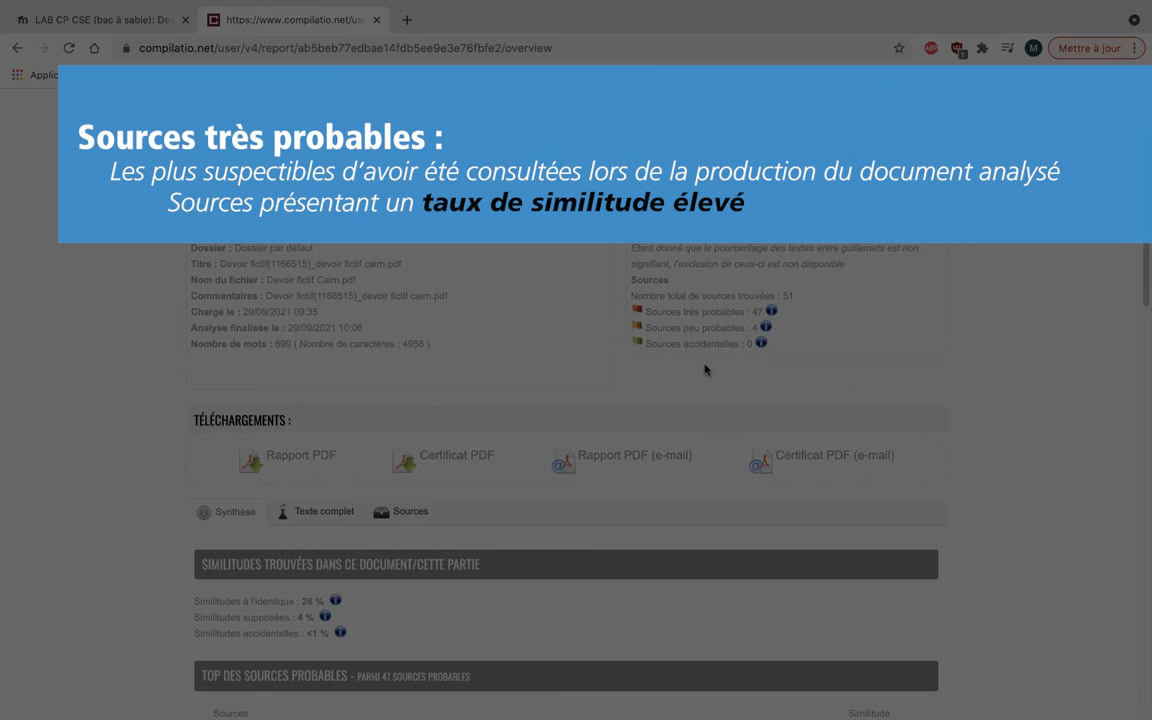 LAB CP CSE (bac à sable): De
https://www.compilatio.net/us
compilatio.net/user/v4/report/ab5beb77edbae14fdb5ee9e3e76fbfe2/overview
ABP
1
M
Mettre à jour
Applic
Sources très probables :
Les plus suspectibles d'avoir été consultées lors de la production du document analysé
Sources présentant un taux de similitude élevé
Dossier : Dossier par défaut
Titre : Devoir fictif(1166515)_devoir fictif cairn.pdf
Nom du fichier : Devoir fictif Cairn.pdf
Commentaires : Devoir fictif(1166515)_devoir fictif cairn.pdf
Chargé le : 29/09/2021 09:35
Analyse finalisée le : 29/09/2021 10:06
Nombre de mots : 699 ( Nombre de caractères : 4958 )
Etant donné que le pourcentage des textes entre guillemets est non
signifiant, l'exclusion de ceux-ci est non disponible
Sources
Nombre total de sources trouvées : 51
Sources très probables : 47
Sources peu probables : 4
Sources accidentelles : 0
TÉLÉCHARGEMENTS :
Rapport PDF
Certificat PDF
Rapport PDF (e-mail)
Certificat PDF (e-mail)
Synthèse
Texte complet
Sources
SIMILITUDES TROUVÉES DANS CE DOCUMENT/CETTE PARTIE
Similitudes à l'identique : 26 %
Similitudes supposées : 4 %
Similitudes accidentelles : <1 %
TOP DES SOURCES PROBABLES - PARMI 47 SOURCES PROBABLES
Sources
Similitude